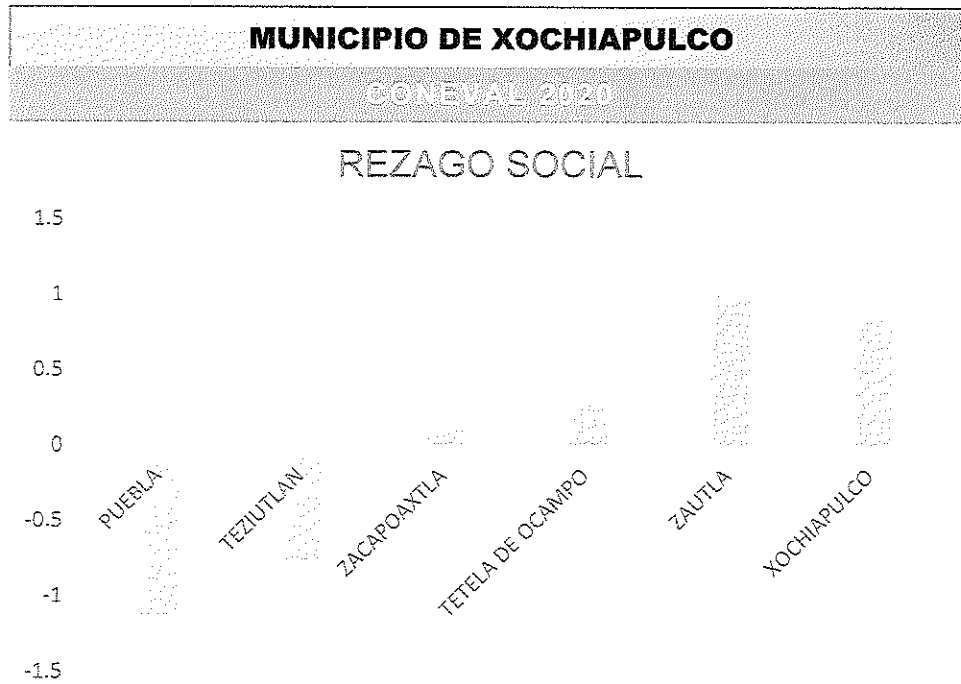 MUNICIPIO DE XOCHIAPULCO
CONEVAL 2020
REZAGO SOCIAL
1.5
1
0.5
0
-0.5
-1
-1.5
PUEBLA
TEZIUTLAN
ZACAPOAXTLA
TETELA DE OCAMPO
ZAUTLA
XOCHIAPULCO